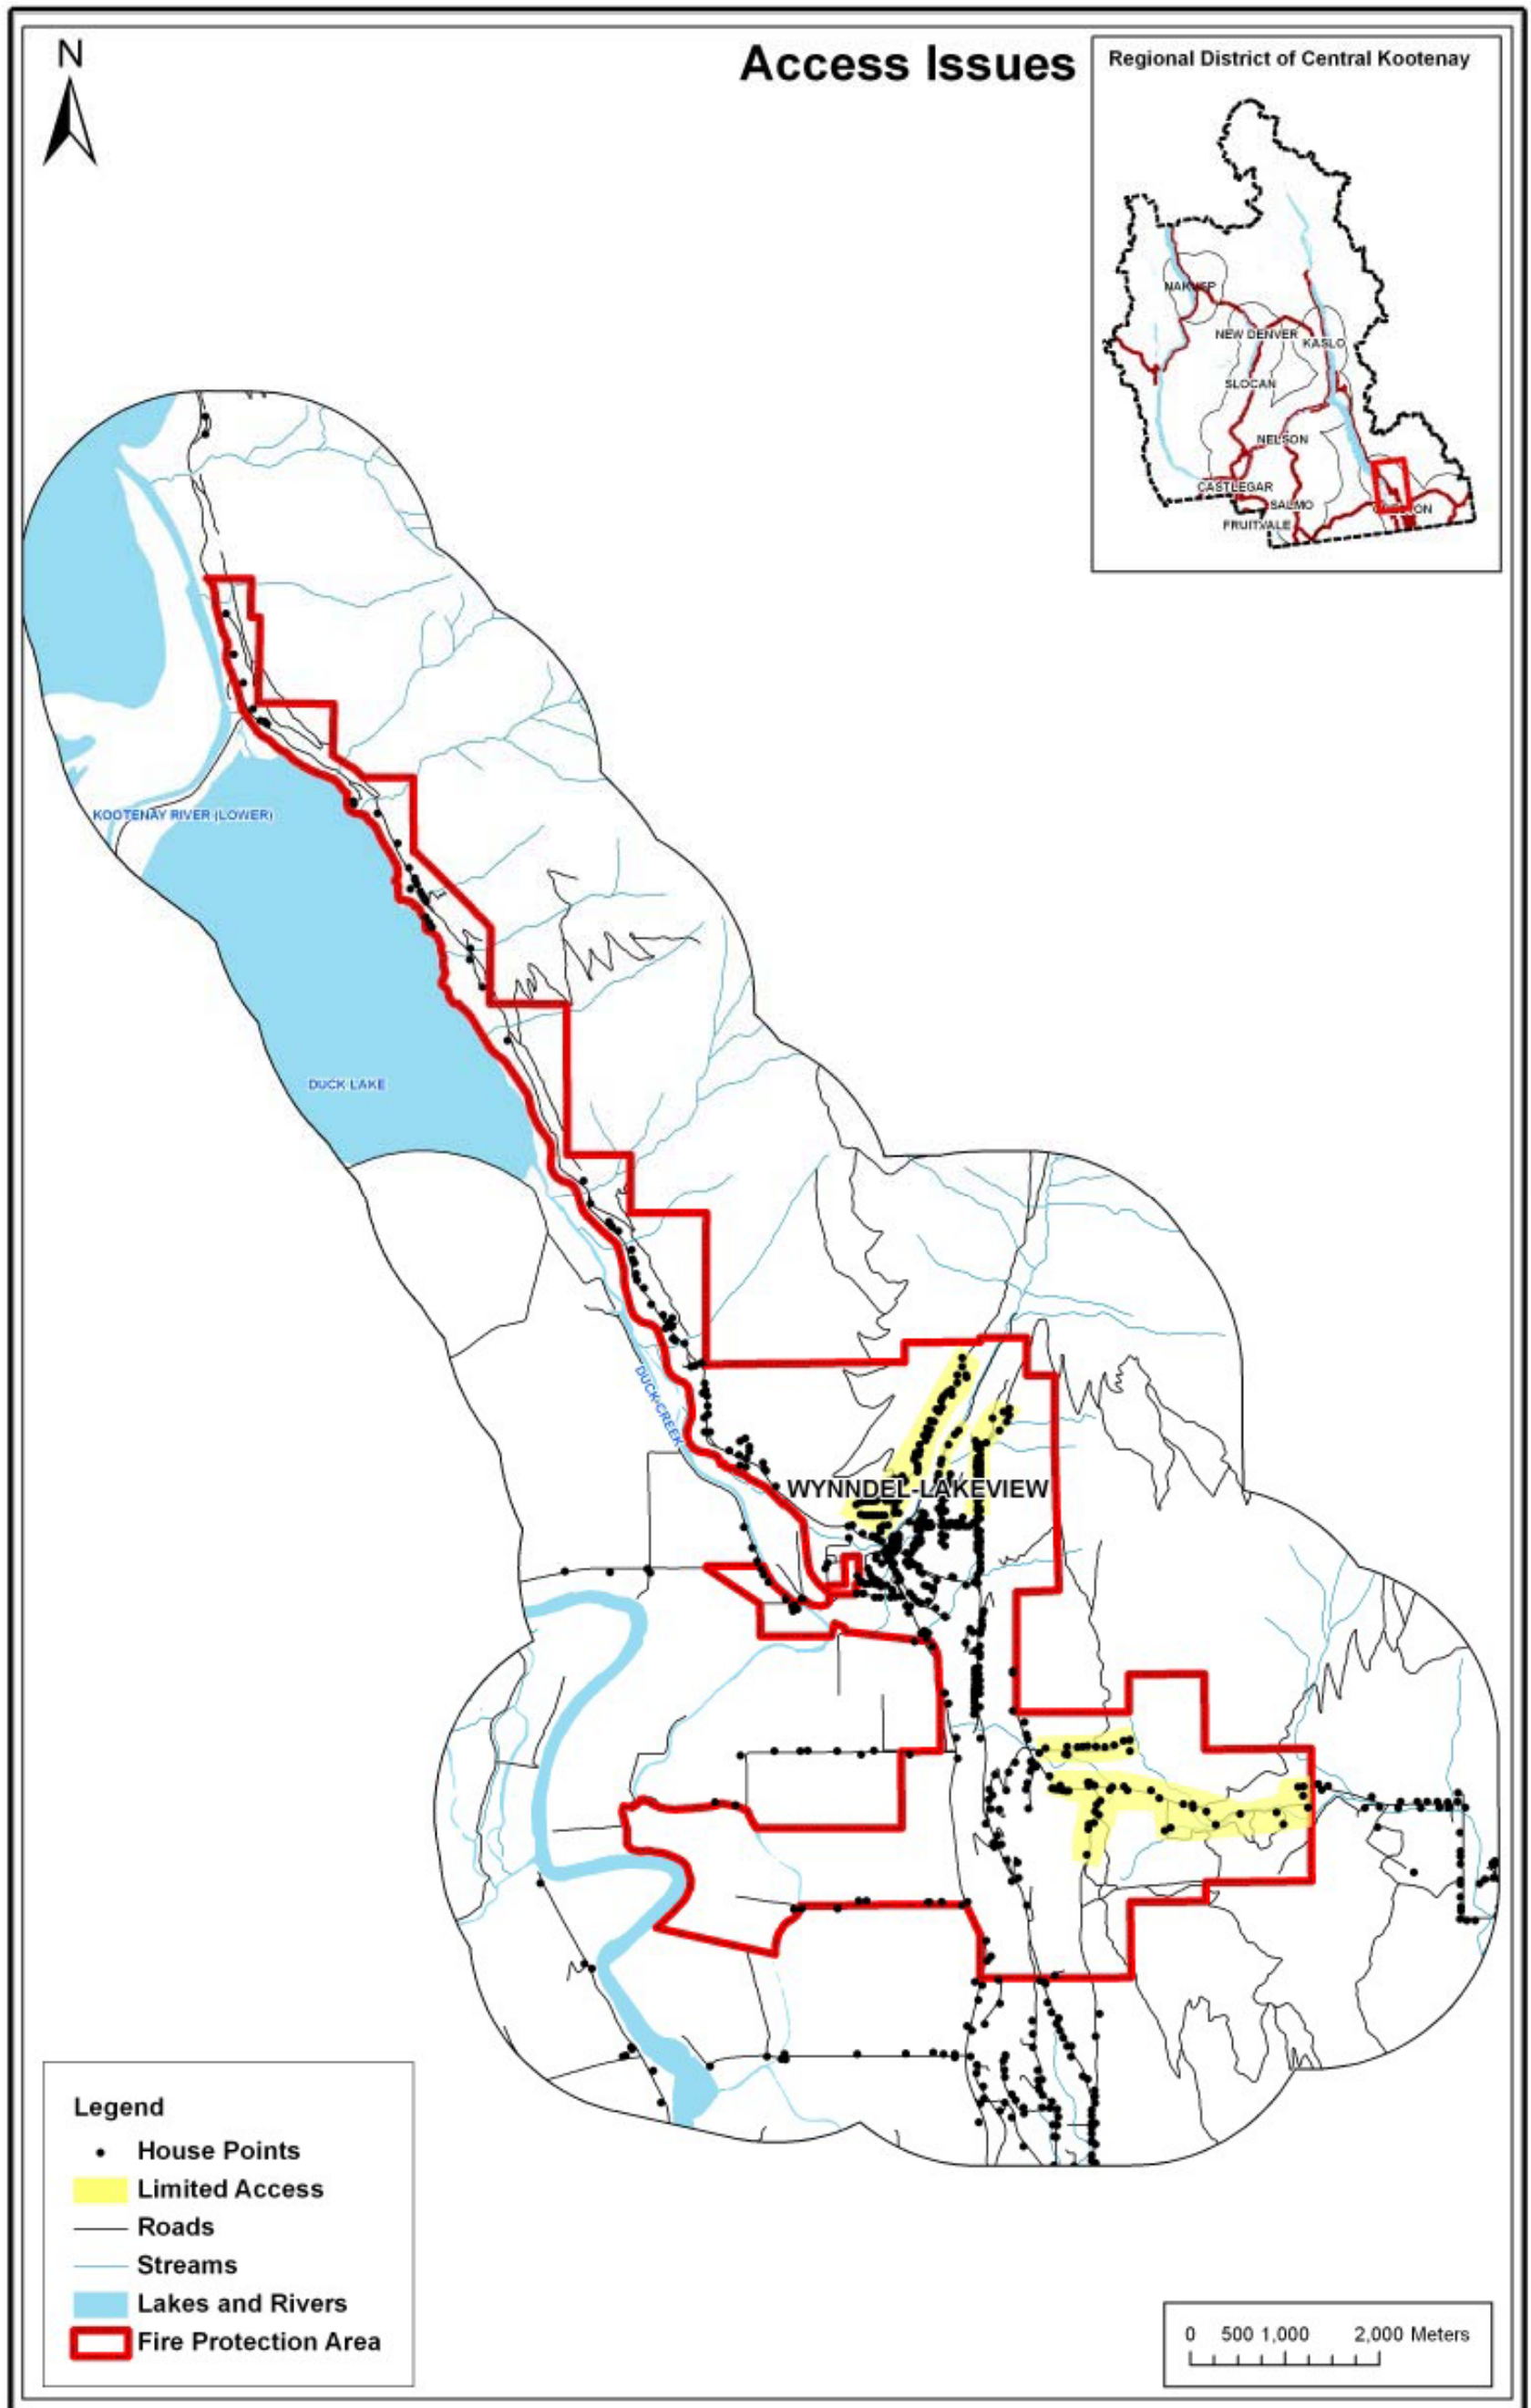 N
Access Issues
Regional District of Central Kootenay
NAKUSP
NEW DENVER
KASLO
SLOCAN
NELSON
CASTLEGAR
SALMO
FRUITVALE
KOOTENAY RIVER (LOWER)
DUCK LAKE
DUCK CREEK
WYNNDEL-LAKEVIEW
Legend
House Points
Limited Access
Roads
Streams
Lakes and Rivers
Fire Protection Area
0 500 1,000 2,000 Meters